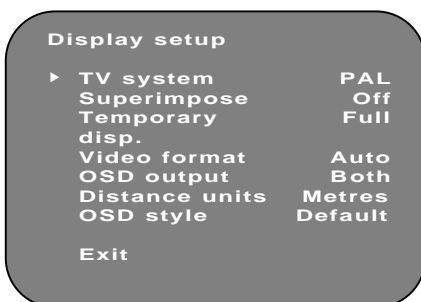 Display setup
▶ TV system PAL
Superimpose Off
Temporary Full
disp.
Video format Auto
OSD output Both
Distance units Metres
OSD style Default
Exit